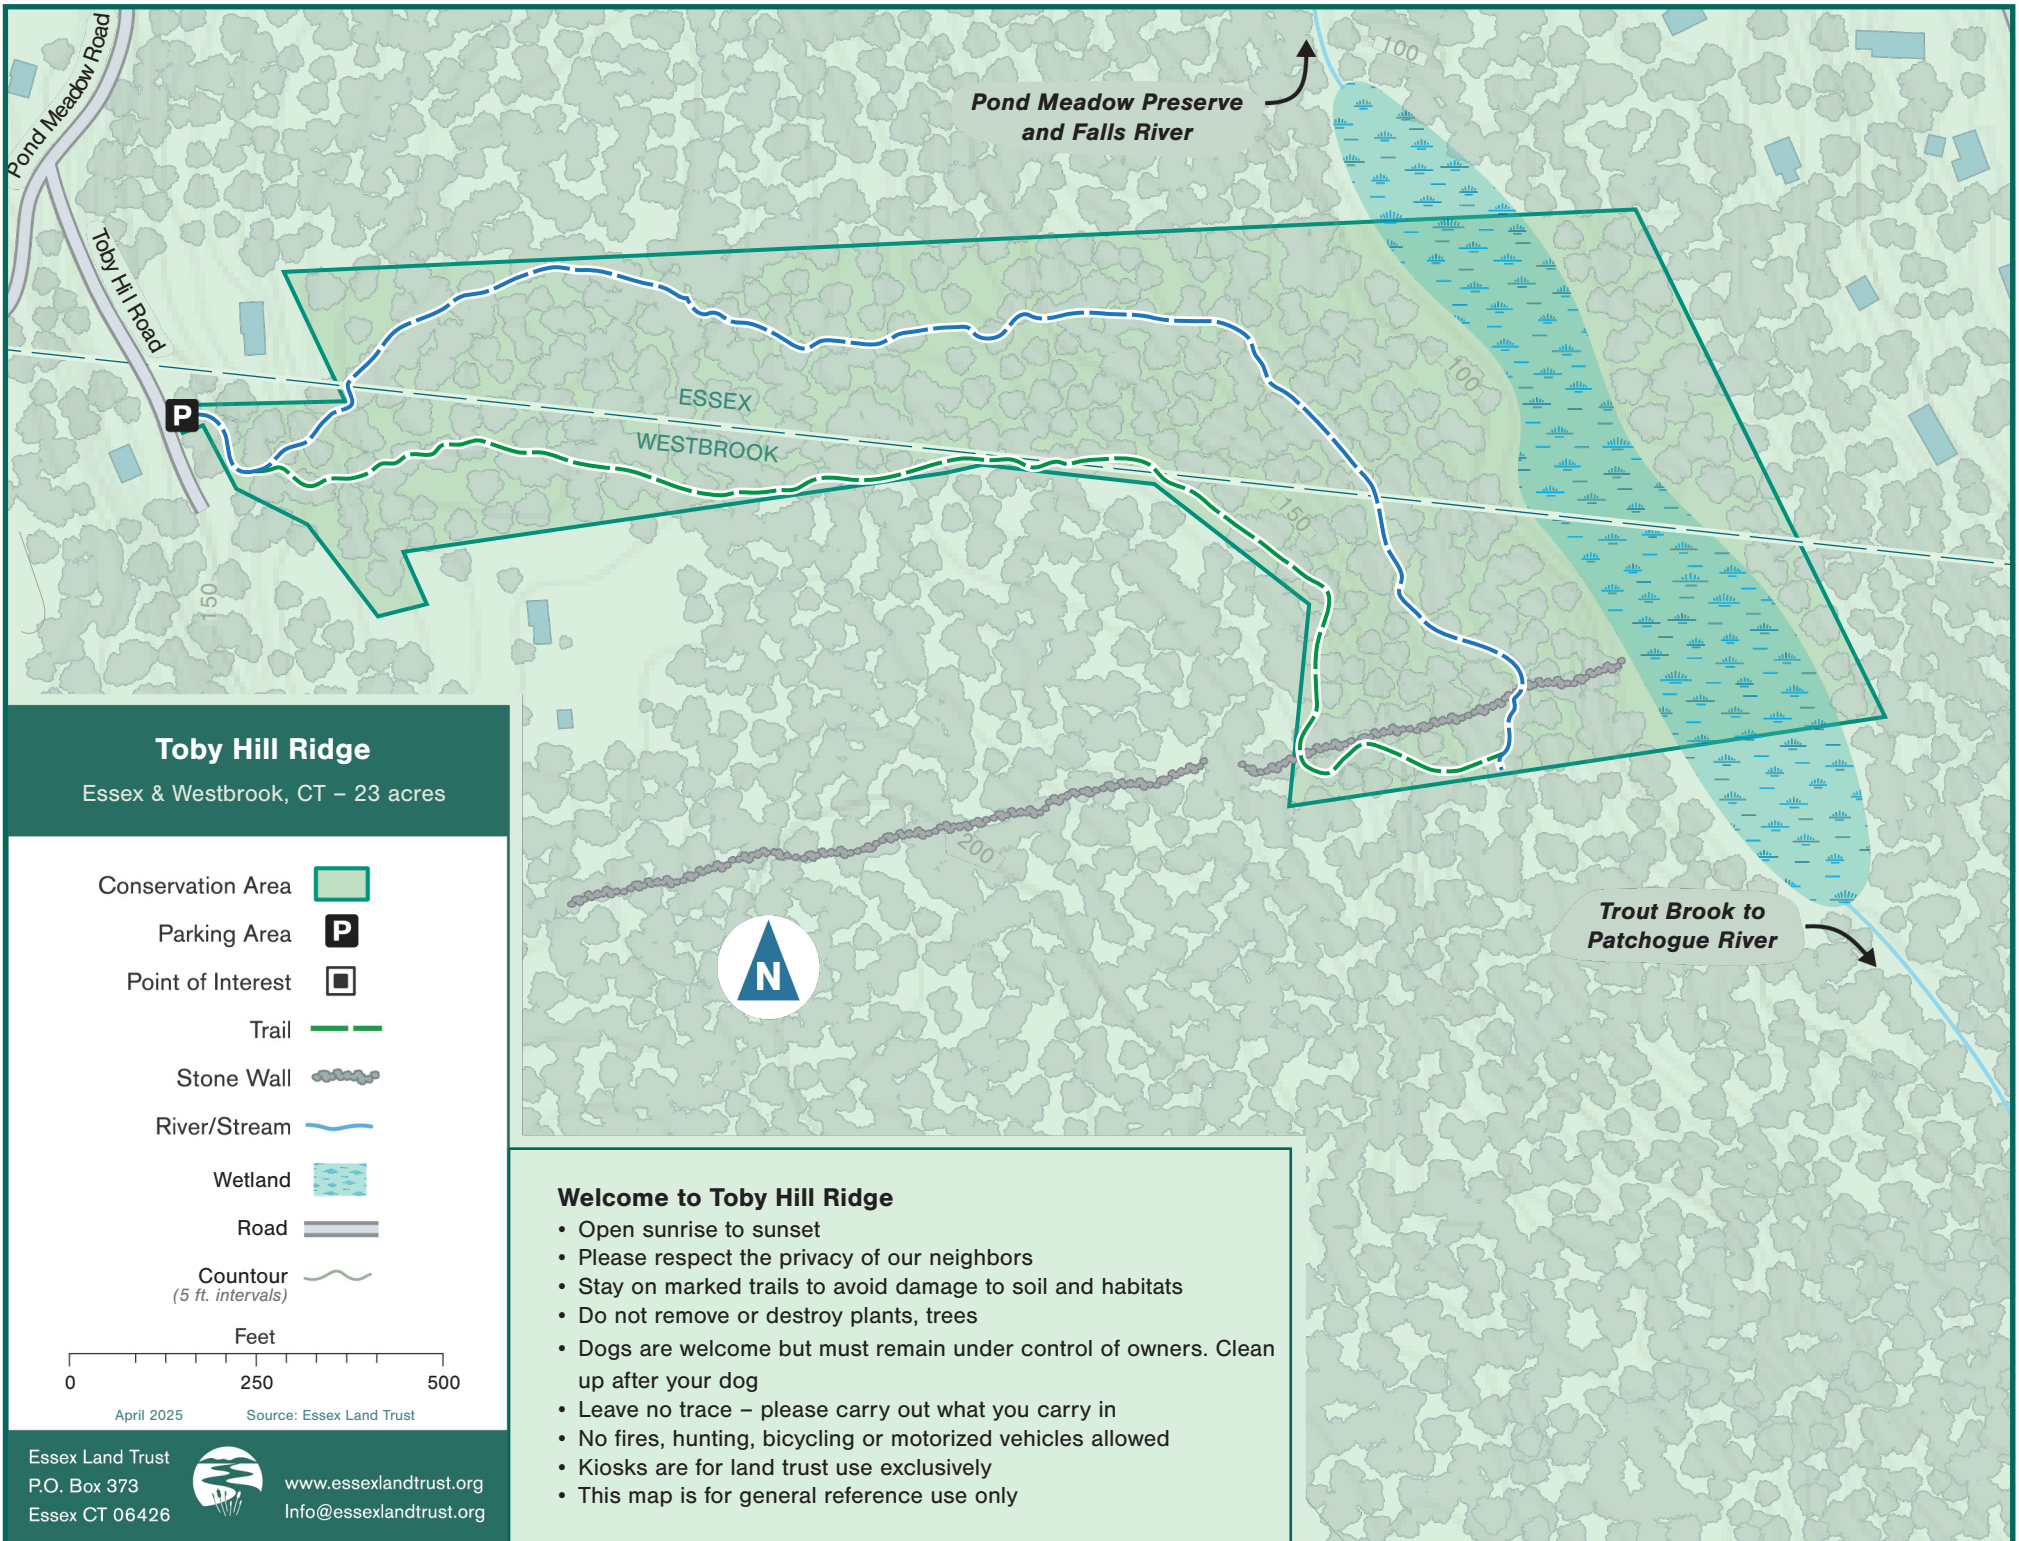 Pond Meadow Road
Toby Hi l Road
100
Pond Meadow Preserve
and Falls River
P
ESSEX
WESTBROOK
100
150
150
200
N
Trout Brook to
Patchogue River
Toby Hill Ridge
Essex & Westbrook, CT – 23 acres
Conservation Area
Parking Area P
Point of Interest
Trail
Stone Wall
River/Stream
Wetland
Road
Countour
(5 ft. intervals)
Feet
0 250 500
April 2025 Source: Essex Land Trust
Essex Land Trust
P.O. Box 373
Essex CT 06426
www.essexlandtrust.org
Info@essexlandtrust.org
Welcome to Toby Hill Ridge
• Open sunrise to sunset
• Please respect the privacy of our neighbors
• Stay on marked trails to avoid damage to soil and habitats
• Do not remove or destroy plants, trees
• Dogs are welcome but must remain under control of owners. Clean
up after your dog
• Leave no trace – please carry out what you carry in
• No fires, hunting, bicycling or motorized vehicles allowed
• Kiosks are for land trust use exclusively
• This map is for general reference use only